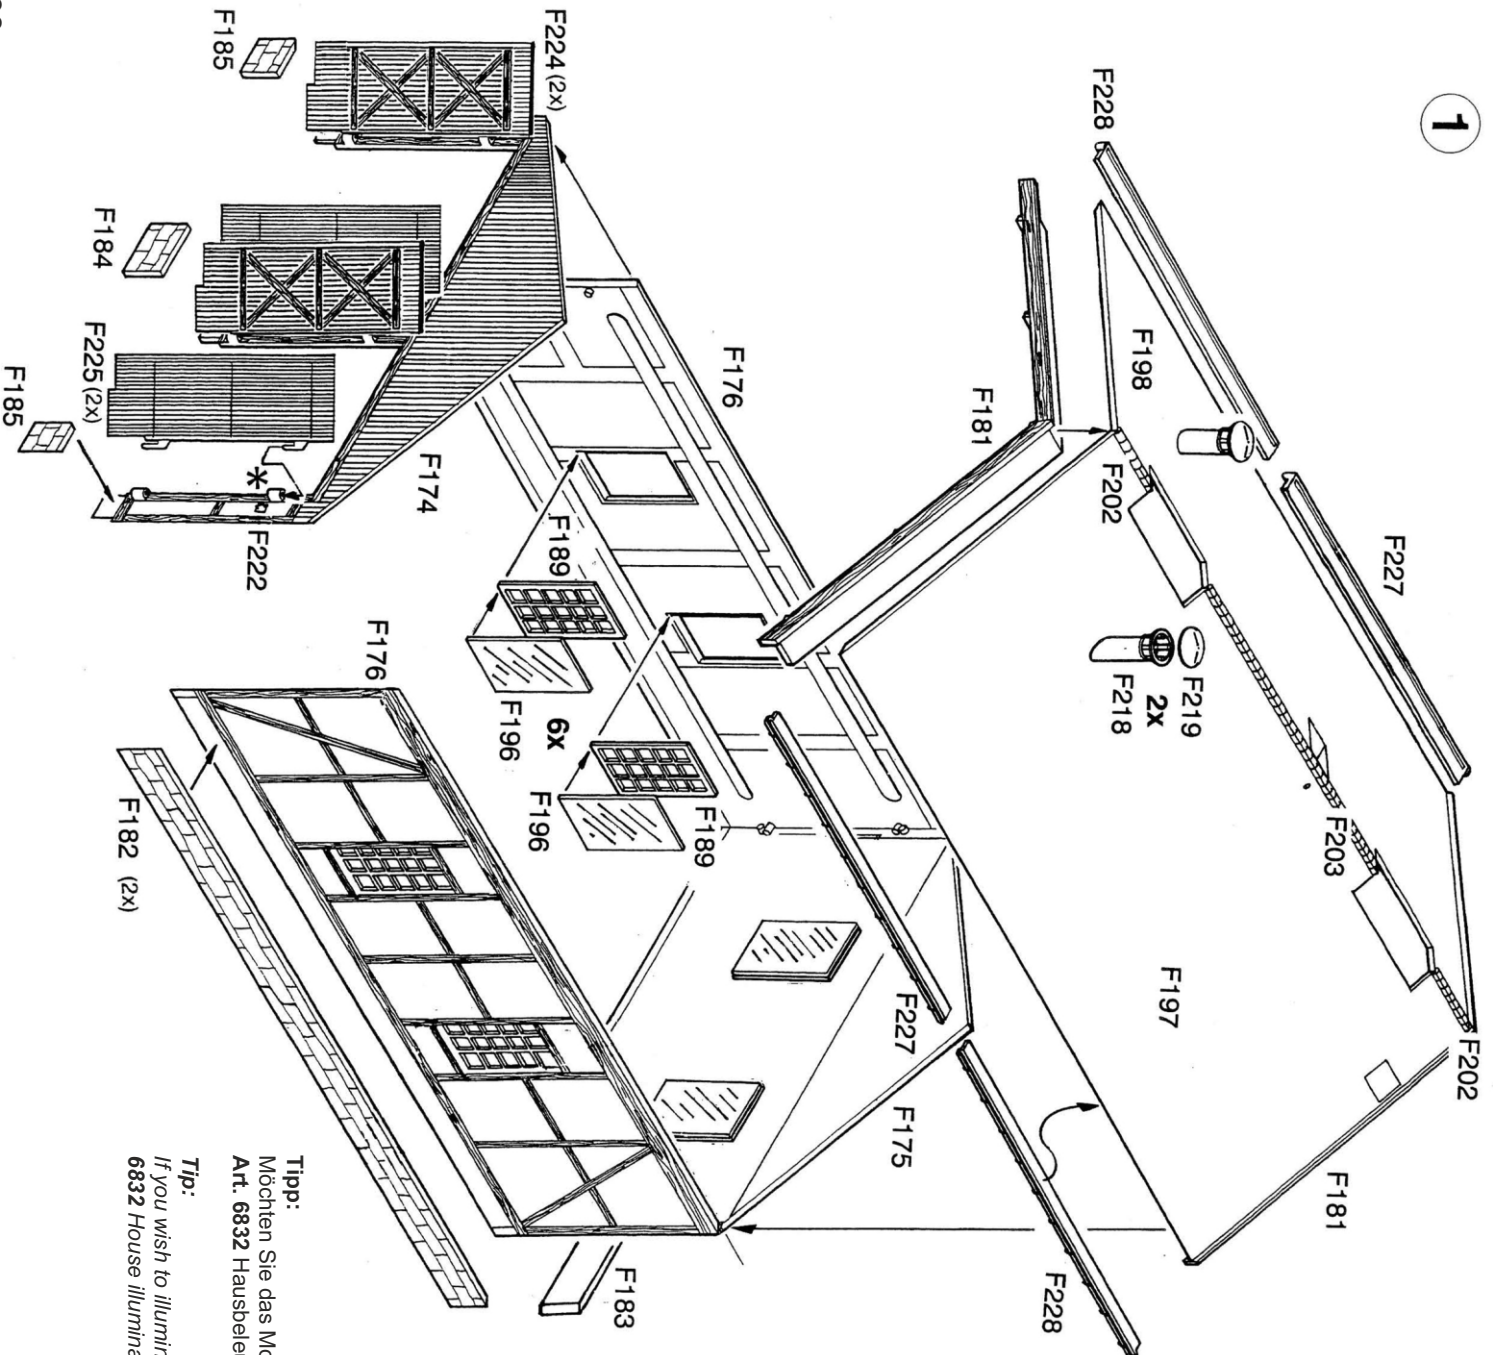 1
F202
F227
F181
F203
F219
F197
2x
F198
F218
F202
F228
F228
F181
F227
F175
F176
F189
F183
F189
6x
F224 (2x)
F196
F196
F174
F176
*
F222
F185
F182 (2x)
F184
F225 (2x)
F185
Tipp:
Möchten Sie das Mo
Art. 6832 Hausbeleu
Tip:
If you wish to illumin
6832 House illumina